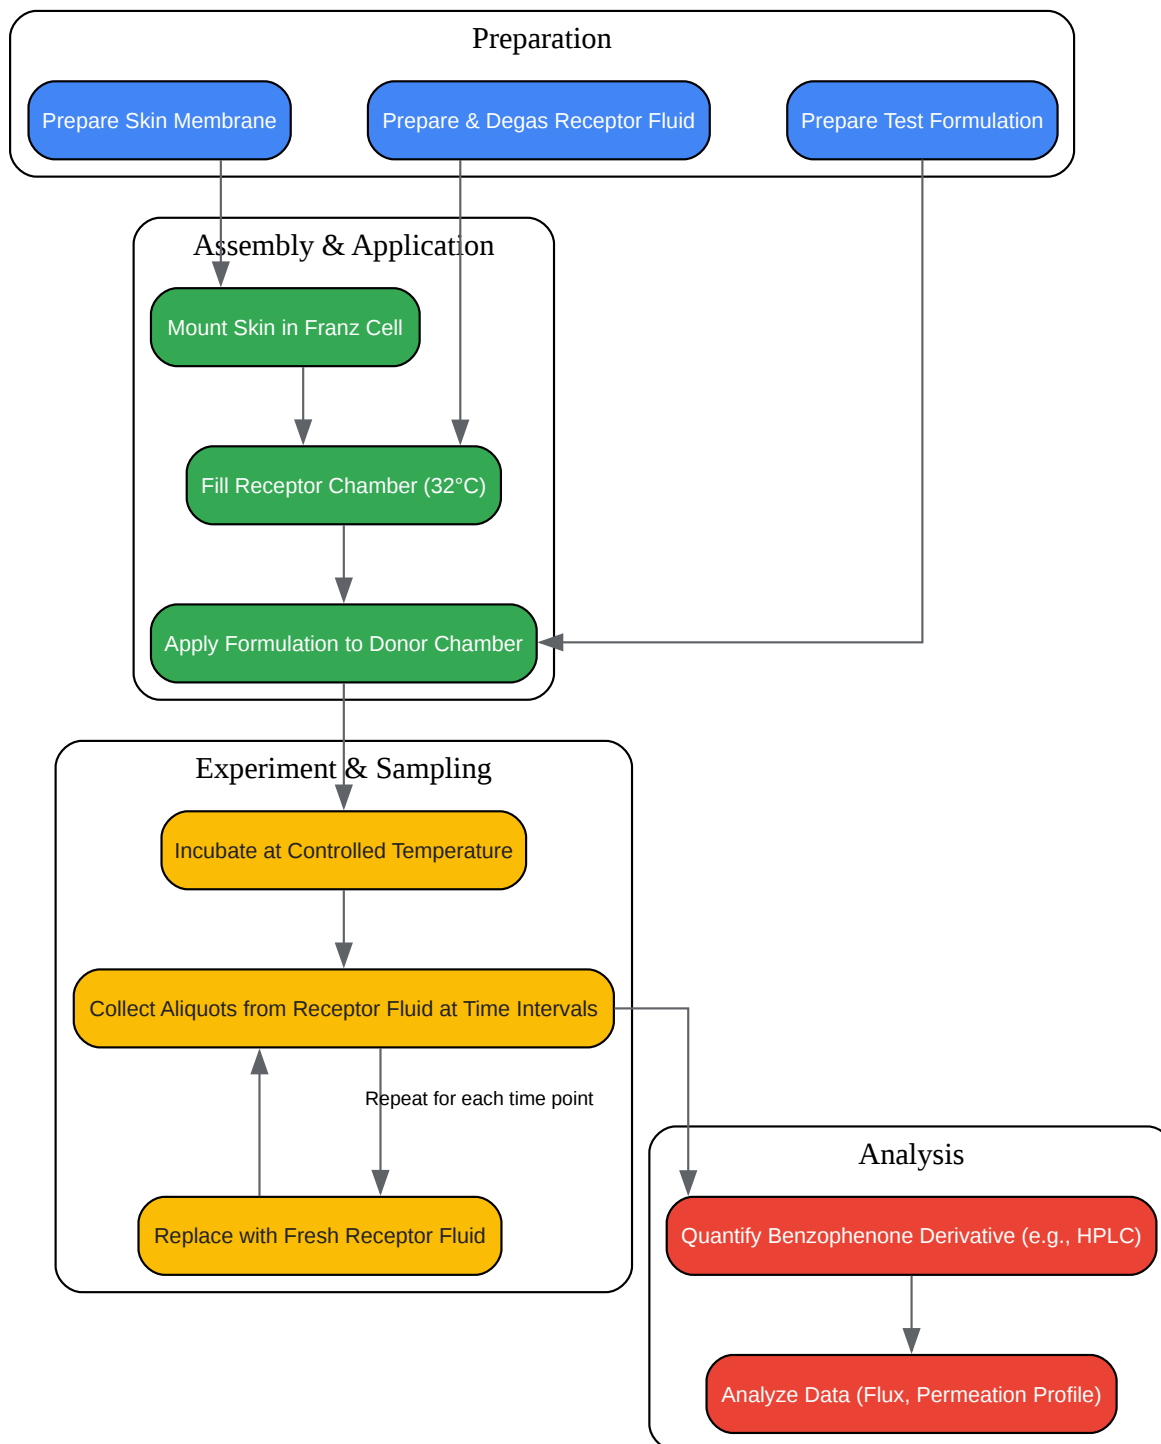 Preparation
Prepare Skin Membrane
Prepare & Degas Receptor Fluid
Prepare Test Formulation
Assembly & Application
Mount Skin in Franz Cell
Fill Receptor Chamber (32°C)
Apply Formulation to Donor Chamber
Experiment & Sampling
Incubate at Controlled Temperature
Collect Aliquots from Receptor Fluid at Time Intervals
Repeat for each time point
Replace with Fresh Receptor Fluid
Analysis
Quantify Benzophenone Derivative (e.g., HPLC)
Analyze Data (Flux, Permeation Profile)